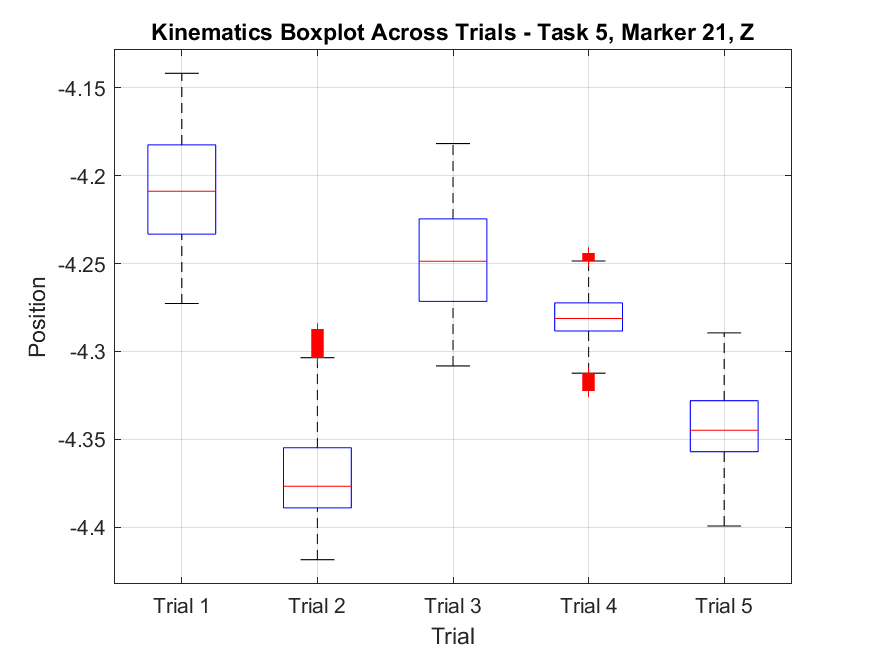 Kinematics Boxplot Across Trials - Task 5, Marker 21, Z
-4.15
-4.2
-4.25
-4.3
-4.35
-4.4
Position
Trial 1 Trial 2 Trial 3 Trial 4 Trial 5
Trial